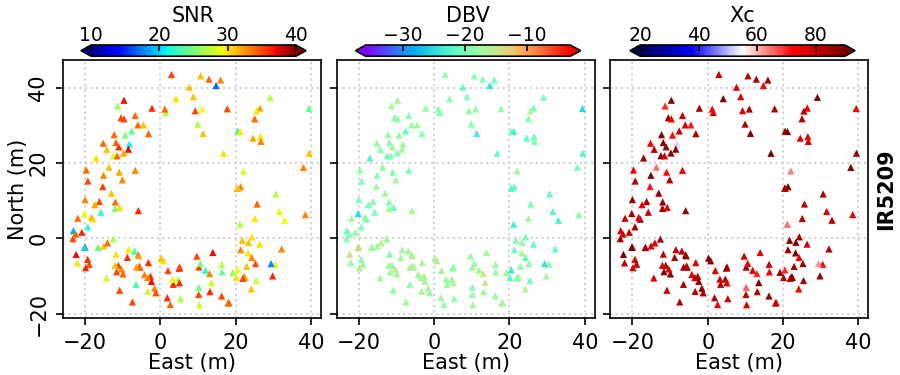 SNR DBV Xc
10 20 30 40 −30 −20 −10 20 40 60 80
40
20
0
−20
North (m)
IR5209
−20 0 20 40 −20 0 20 40 −20 0 20 40
East (m) East (m) East (m)